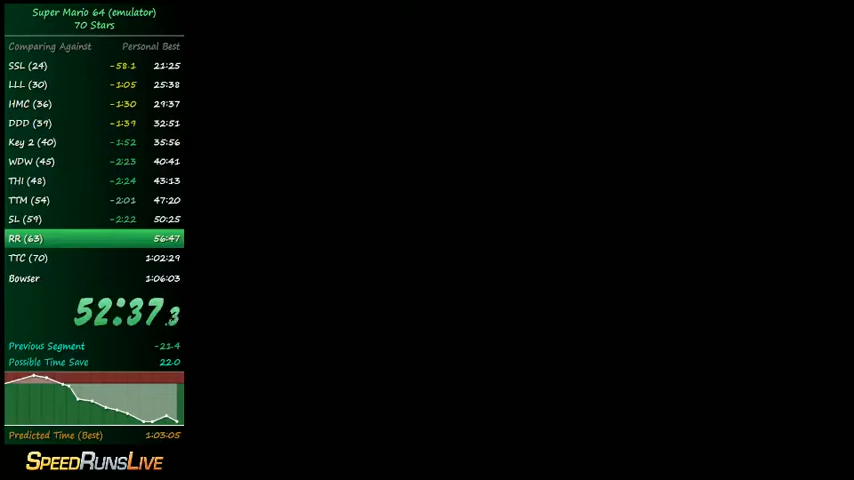 Super Mario 64 (emulator)
70 Stars
Comparing Against Personal Best
SSL (24) -58.1 21:25
LLL (30) -1:05 25:38
HMC (36) -1:30 29:37
DDD (39) -1:39 32:51
Key 2 (40) -1:52 35:56
WDW (45) -2:23 40:41
THI (48) -2:24 43:13
TTM (54) -2:01 47:20
SL (59) -2:22 50:25
RR (63) 56:47
TTC (70) 1:02:29
Bowser 1:06:03
52:37.3
Previous Segment -21.4
Possible Time Save 22.0
Predicted Time (Best) 1:03:05
SPEEDRUNSLIVE